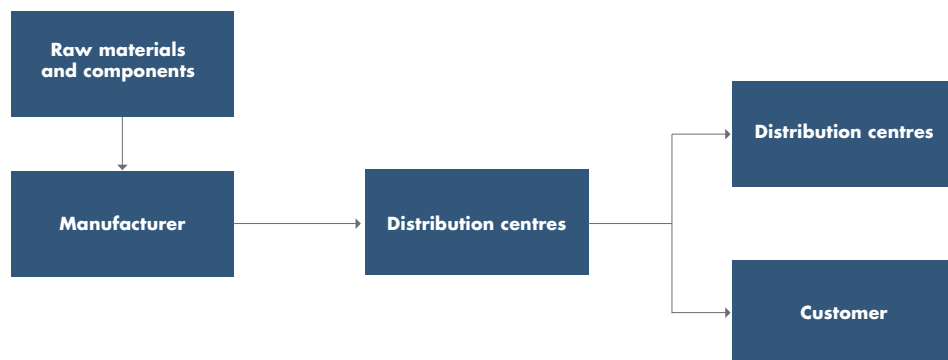 Raw materials
and components
Manufacturer
Distribution centres
Distribution centres
Customer